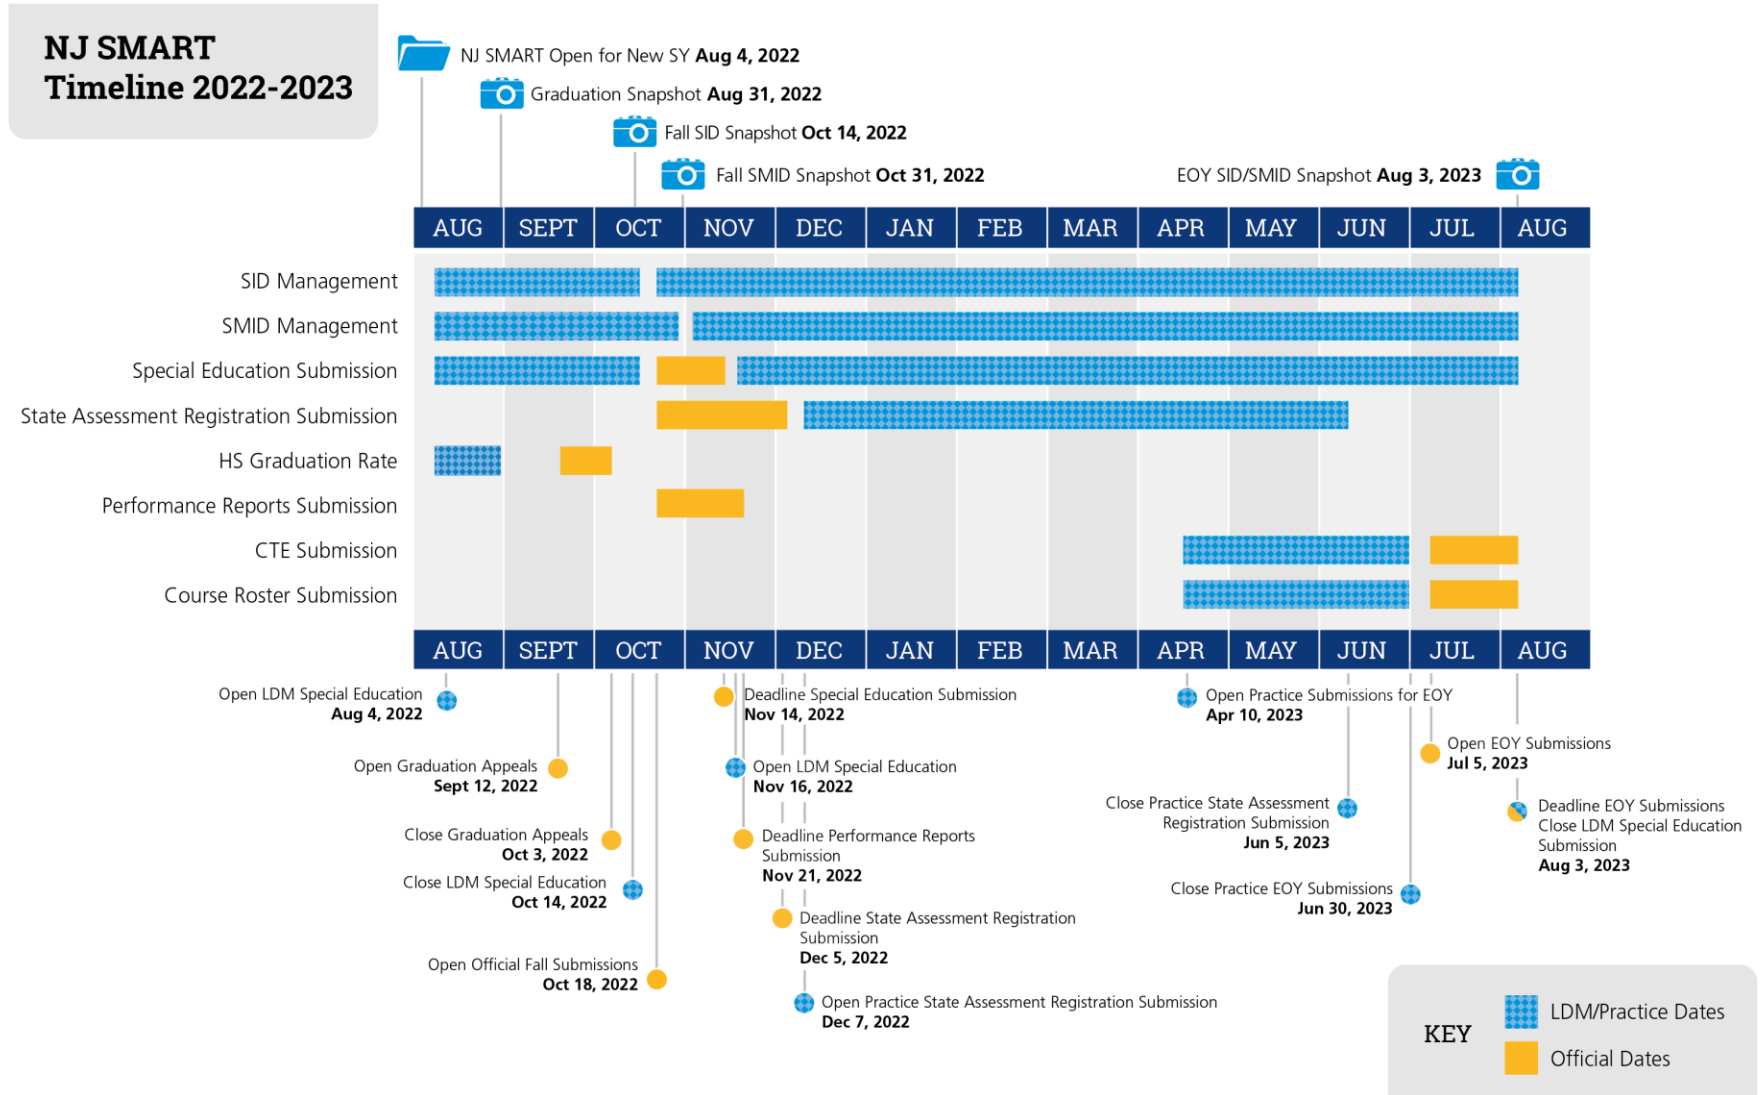 NJ SMART
Timeline 2022-2023
NJ SMART Open for New SY Aug 4, 2022
Graduation Snapshot Aug 31, 2022
Fall SID Snapshot Oct 14, 2022
Fall SMID Snapshot Oct 31, 2022
EOY SID/SMID Snapshot Aug 3, 2023
AUG SEPT OCT NOV DEC JAN FEB MAR APR MAY JUN JUL AUG
SID Management
SMID Management
Special Education Submission
State Assessment Registration Submission
HS Graduation Rate
Performance Reports Submission
CTE Submission
Course Roster Submission
AUG SEPT OCT NOV DEC JAN FEB MAR APR MAY JUN JUL AUG
Open LDM Special Education
Aug 4, 2022
Open Graduation Appeals
Sept 12, 2022
Close Graduation Appeals
Oct 3, 2022
Close LDM Special Education
Oct 14, 2022
Open Official Fall Submissions
Oct 18, 2022
Deadline Special Education Submission
Nov 14, 2022
Open LDM Special Education
Nov 16, 2022
Deadline Performance Reports
Submission
Nov 21, 2022
Deadline State Assessment Registration
Submission
Dec 5, 2022
Open Practice State Assessment Registration Submission
Dec 7, 2022
Open Practice Submissions for EOY
Apr 10, 2023
Close Practice State Assessment
Registration Submission
Jun 5, 2023
Close Practice EOY Submissions
Jun 30, 2023
Open EOY Submissions
Jul 5, 2023
Deadline EOY Submissions
Close LDM Special Education
Submission
Aug 3, 2023
KEY
LDM/Practice Dates
Official Dates